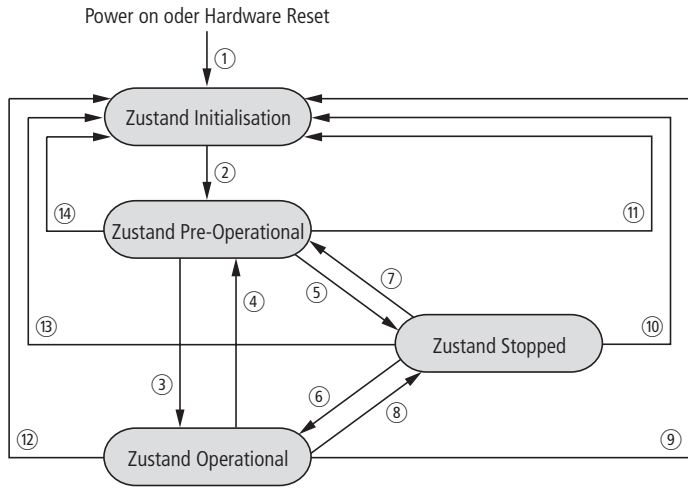 Power on oder Hardware Reset
①
Zustand Initialisation
②
⑭
Zustand Pre-Operational
⑪
⑦
④
⑤
⑬
Zustand Stopped
⑩
③
⑥
⑧
⑫
Zustand Operational
⑨